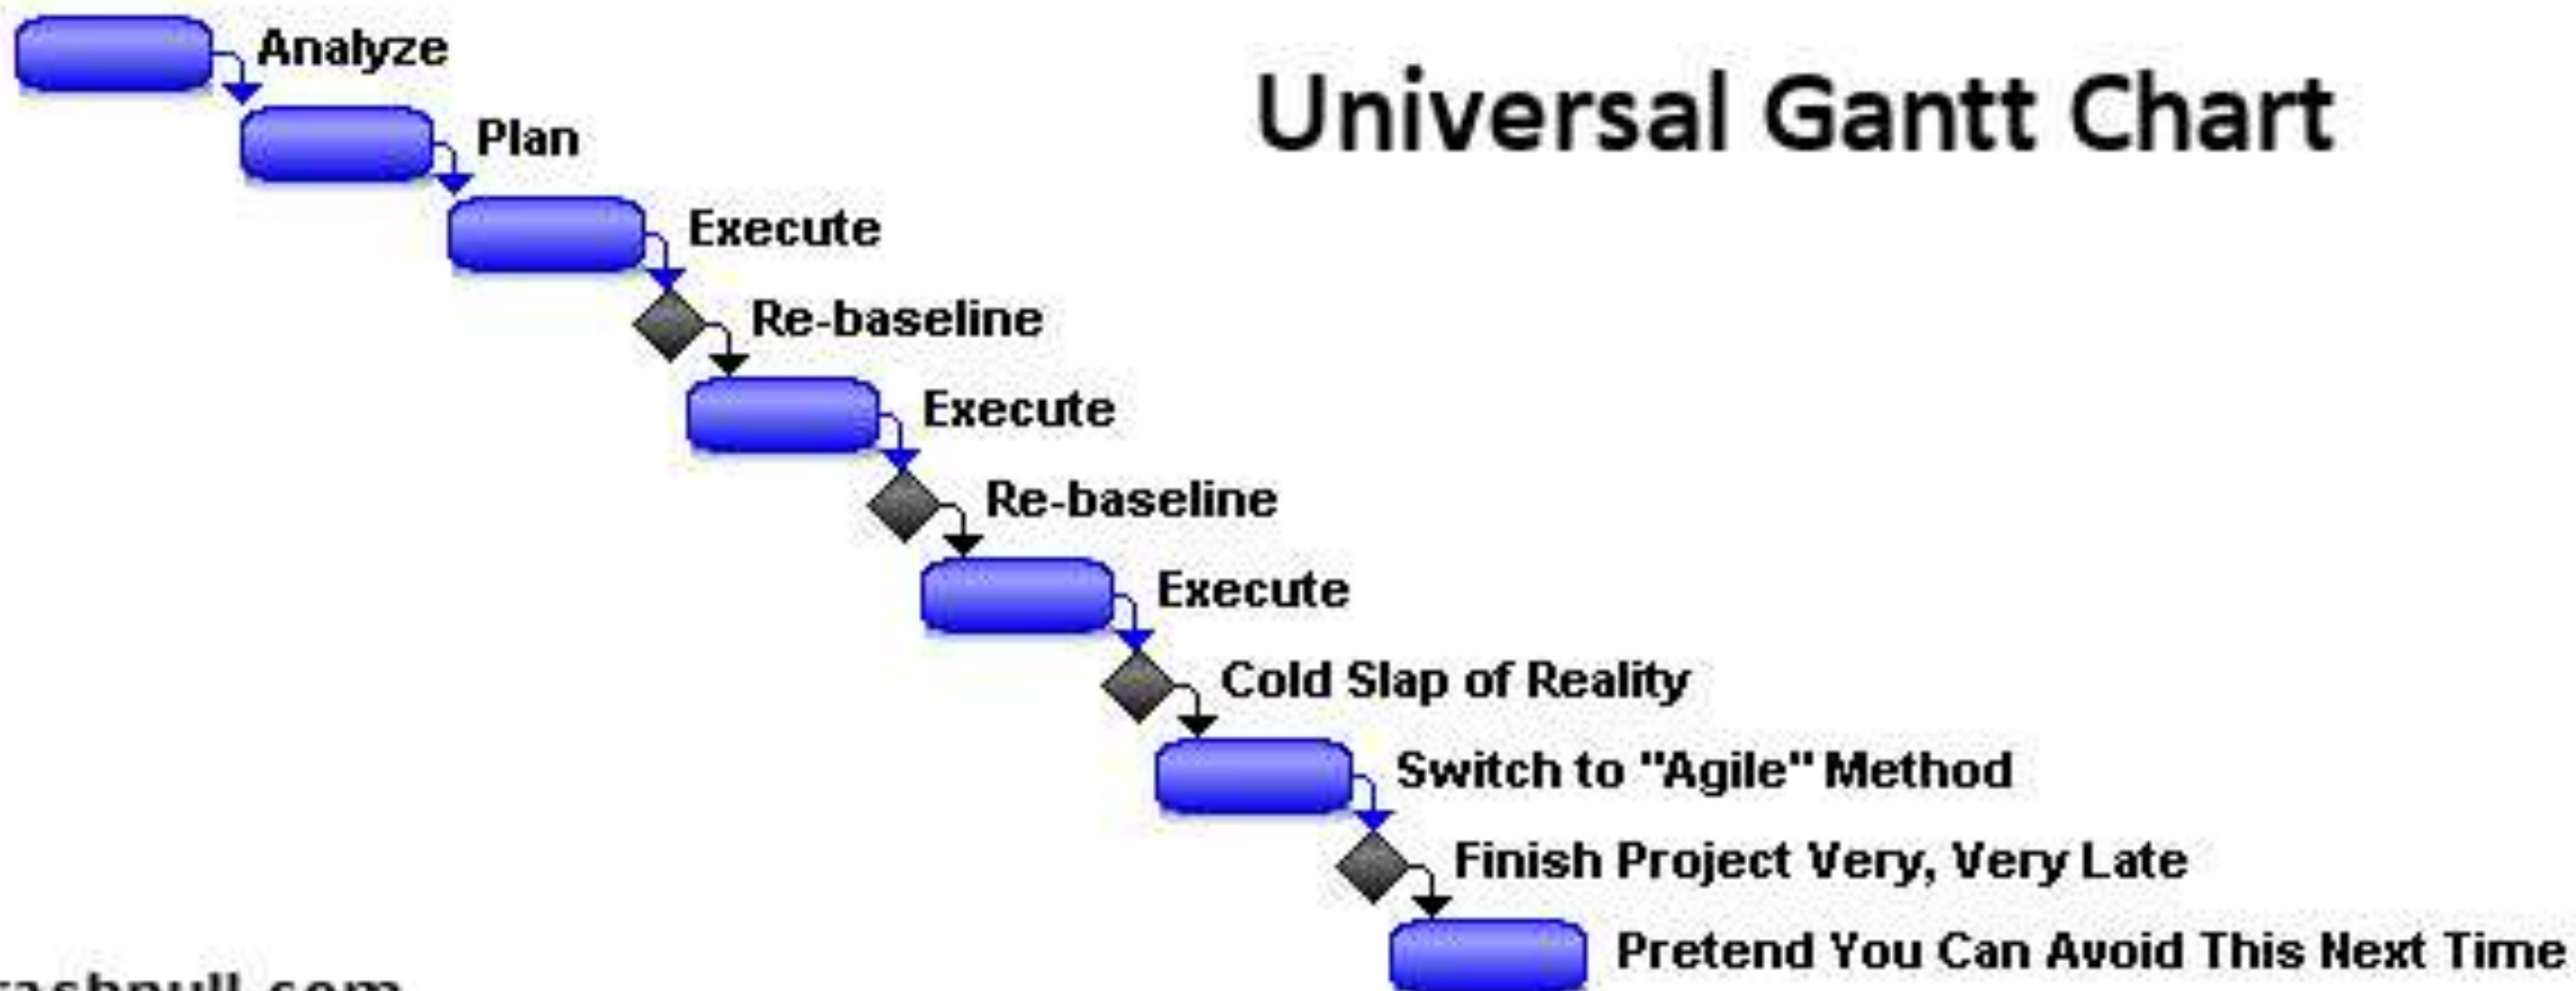 Analyze
Universal Gantt Chart
Plan
Execute
Re-baseline
Execute
Re-baseline
Execute
Cold Slap of Reality
Switch to "Agile" Method
Finish Project Very, Very Late
Pretend You Can Avoid This Next Time